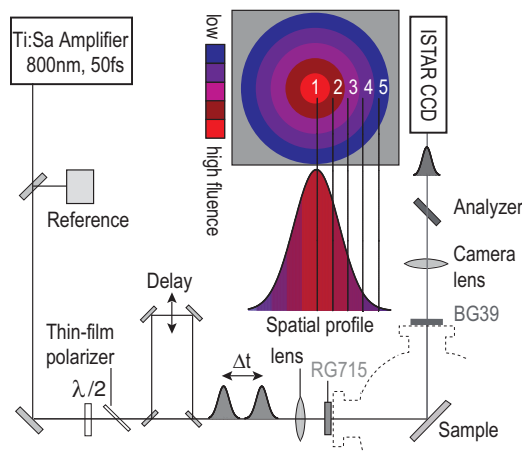 Ti:Sa Amplifier
800nm, 50fs
low
high fluence
1 2 3 4 5
ISTAR CCD
Reference
Analyzer
Delay
Camera
lens
Spatial profile
BG39
Thin-film
polarizer
λ/2
Δt
lens
RG715
Sample